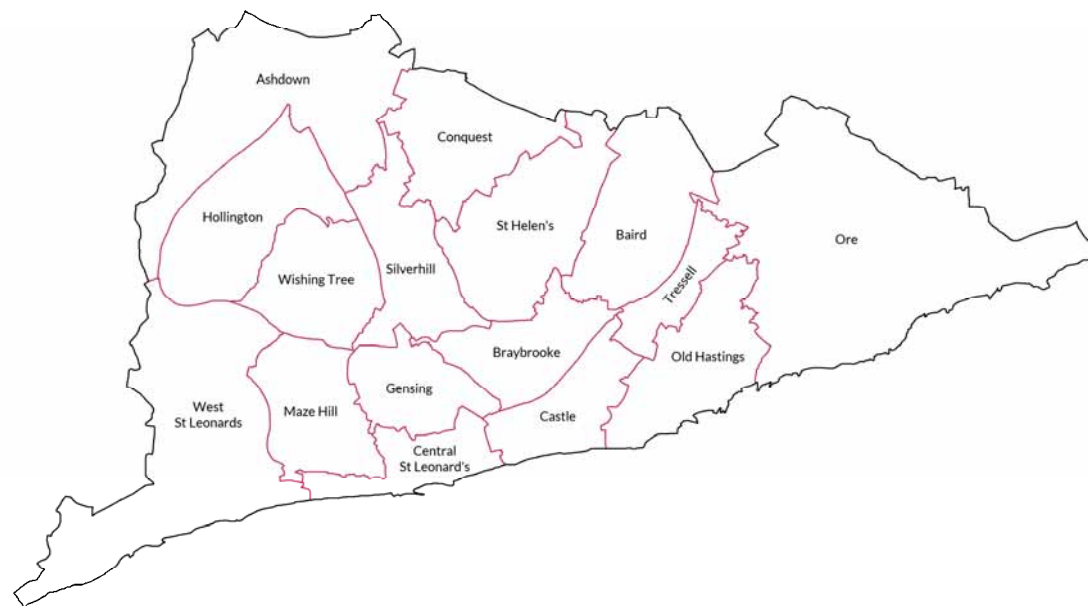 Ashdown
Conquest
Hollington
St Helen's
Baird
Ore
Silverhill
Wishing Tree
Tressell
Braybrooke
Old Hastings
Gensing
West
St Leonards
Maze Hill
Castle
Central
St Leonard's